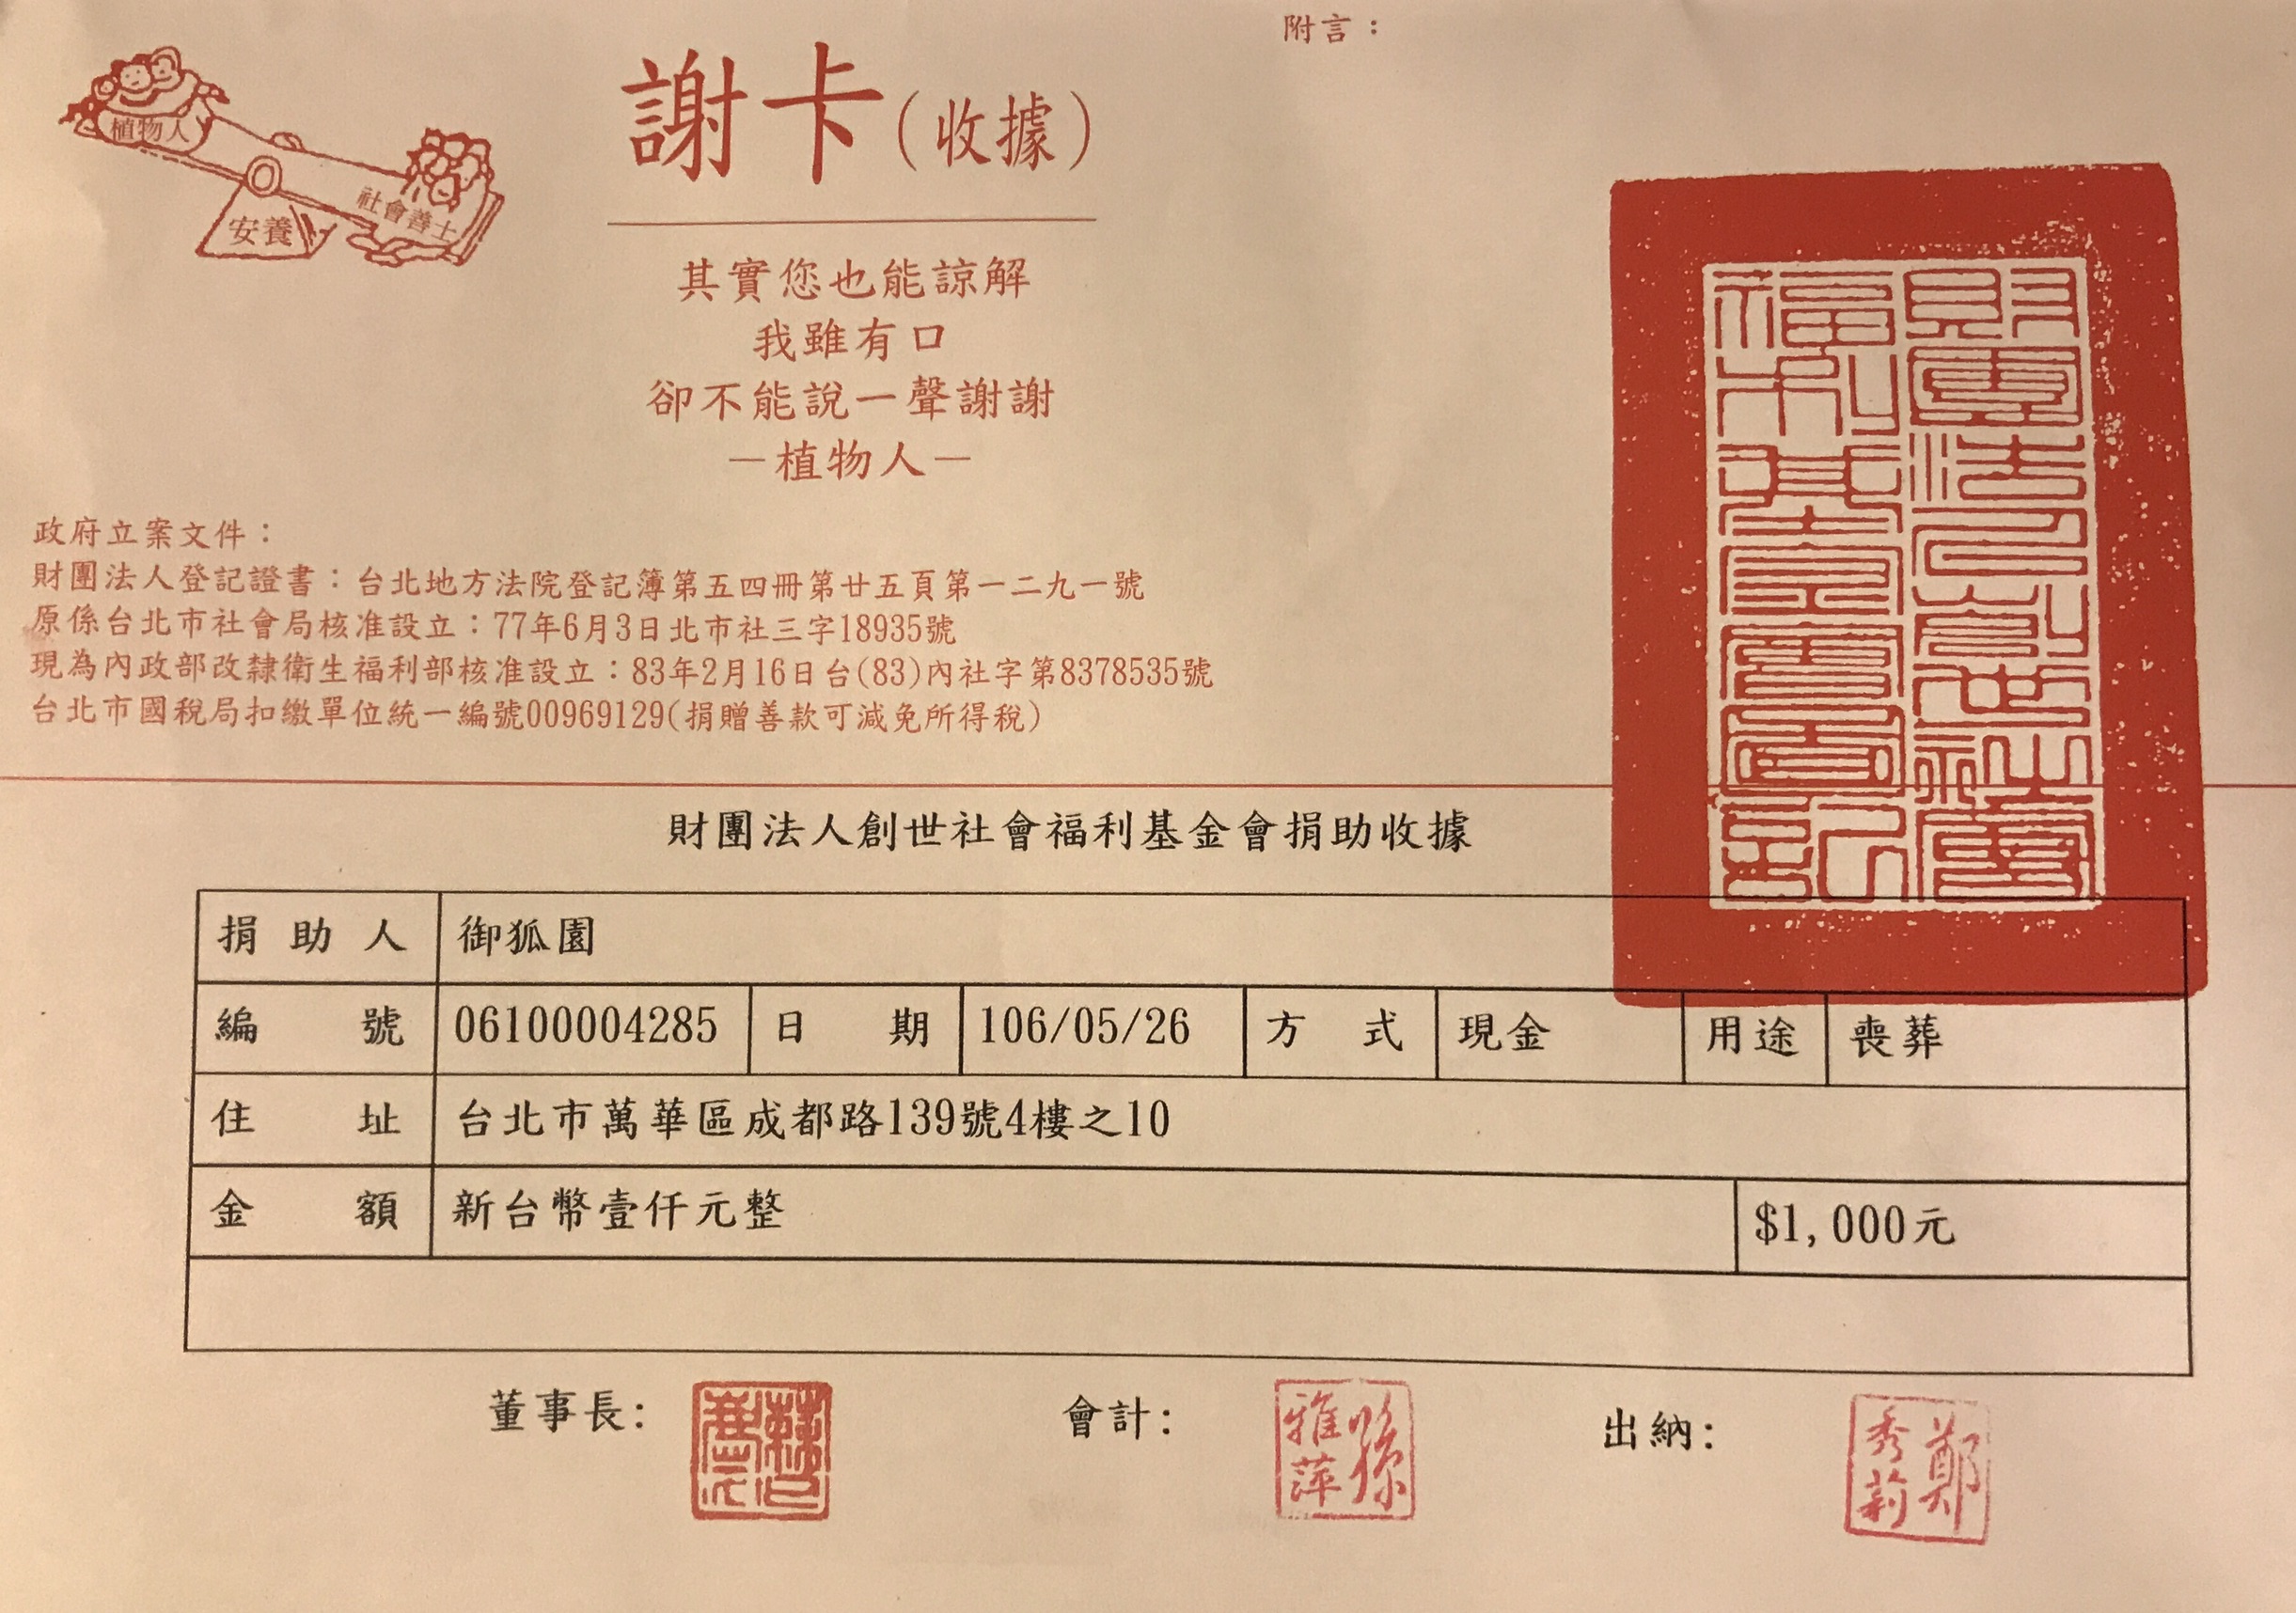 附言：
謝卡(收據)
植物人
社會善士
安養
其實您也能諒解
我雖有口
卻不能說一聲謝謝
－植物人－
政府立案文件：
財團法人登記證書：台北地方法院登記簿第五四冊第廿五頁第一二九一號
原係台北市社會局核准設立：77年6月3日北市社三字18935號
現為內政部改隸衛生福利部核准設立：83年2月16日台(83)內社字第8378535號
台北市國稅局扣繳單位統一編號00969129(捐贈善款可減免所得稅)
財團法人創世社會福利基金會捐助收據
捐助人 御狐園
編號 06100004285 日期 106/05/26 方式 現金 用途 喪葬
住址 台北市萬華區成都路139號4樓之10
金額 新台幣壹仟元整 $1,000元
董事長: 會計: 孫雅萍 出納: 鄭秀莉